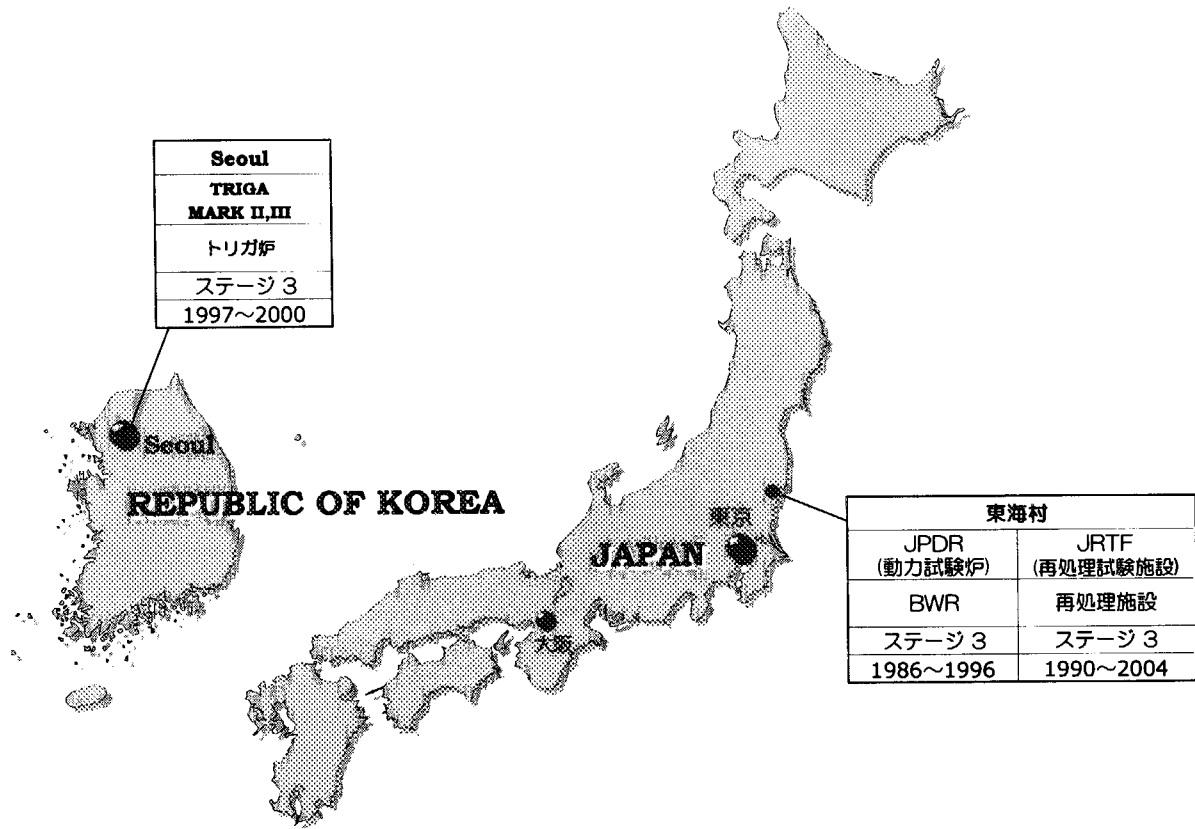 Seoul
TRIGA
MARK II,III
トリガ炉
ステージ 3
1997～2000
Seoul
REPUBLIC OF KOREA
東京
JAPAN
大阪
東海村
JPDR
(動力試験炉)
JRTF
(再処理試験施設)
BWR
再処理施設
ステージ 3
ステージ 3
1986～1996
1990～2004